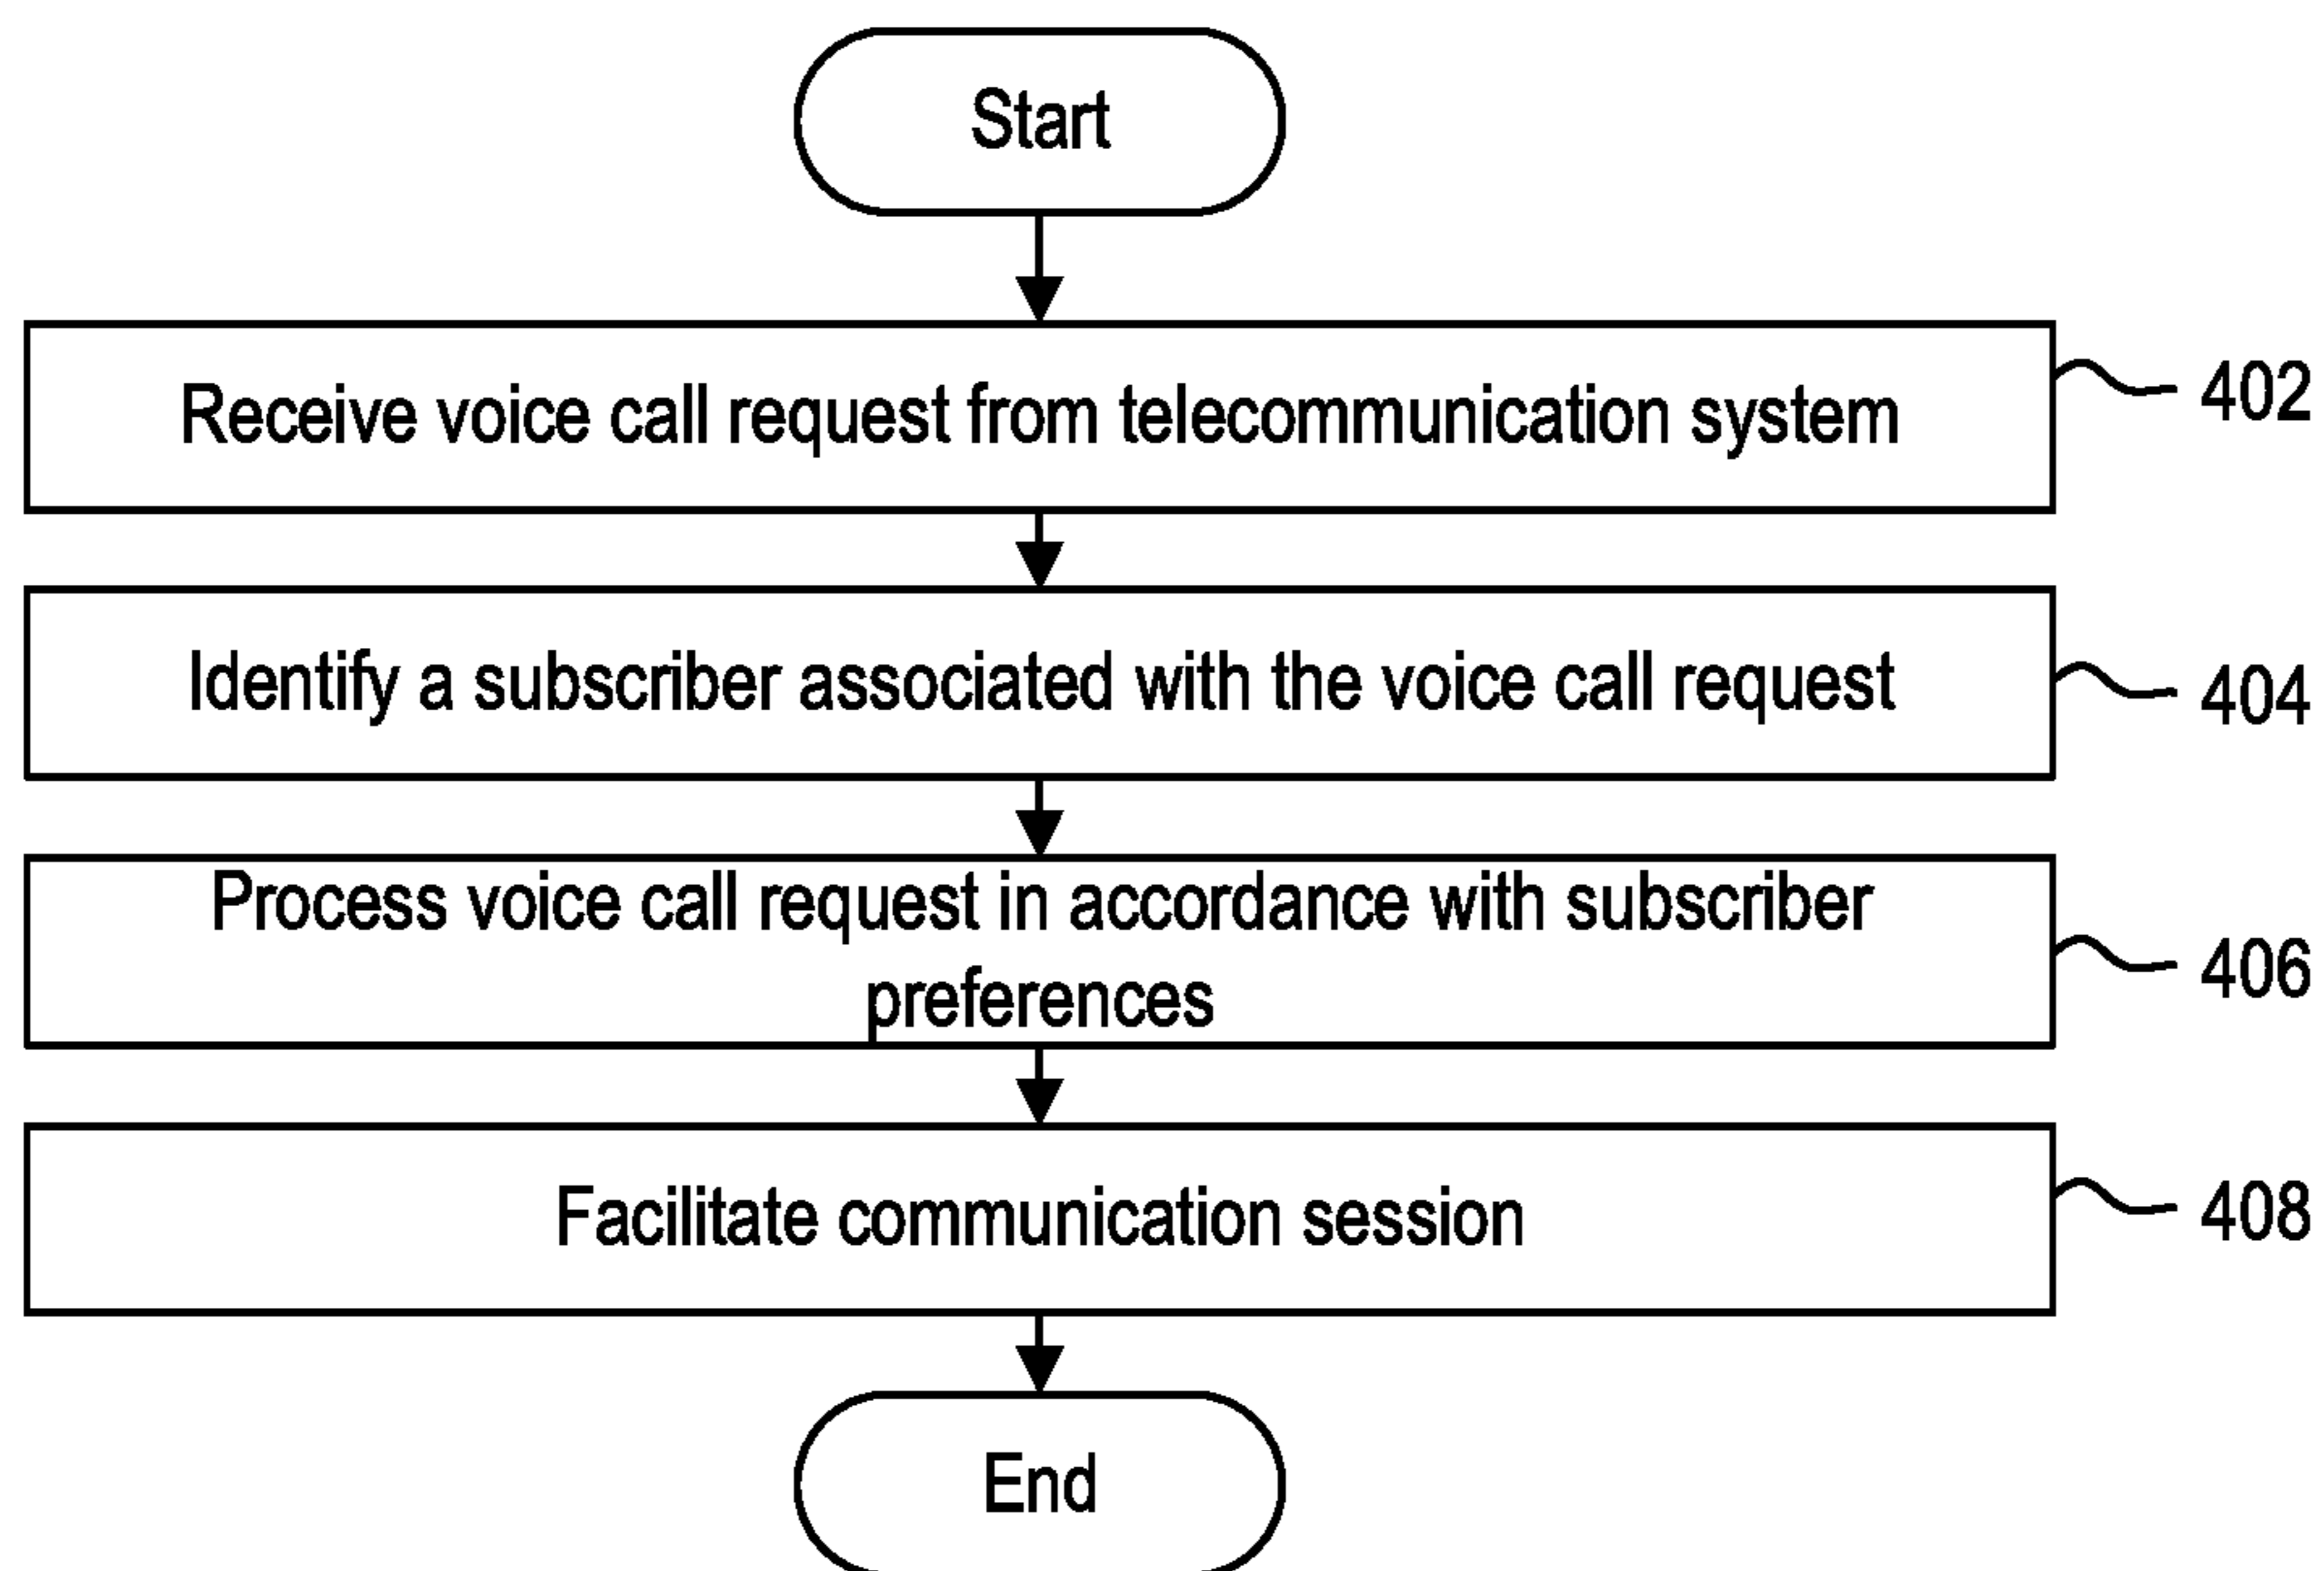 Start
Receive voice call request from telecommunication system
402
Identify a subscriber associated with the voice call request
404
Process voice call request in accordance with subscriber
preferences
406
Facilitate communication session
408
End